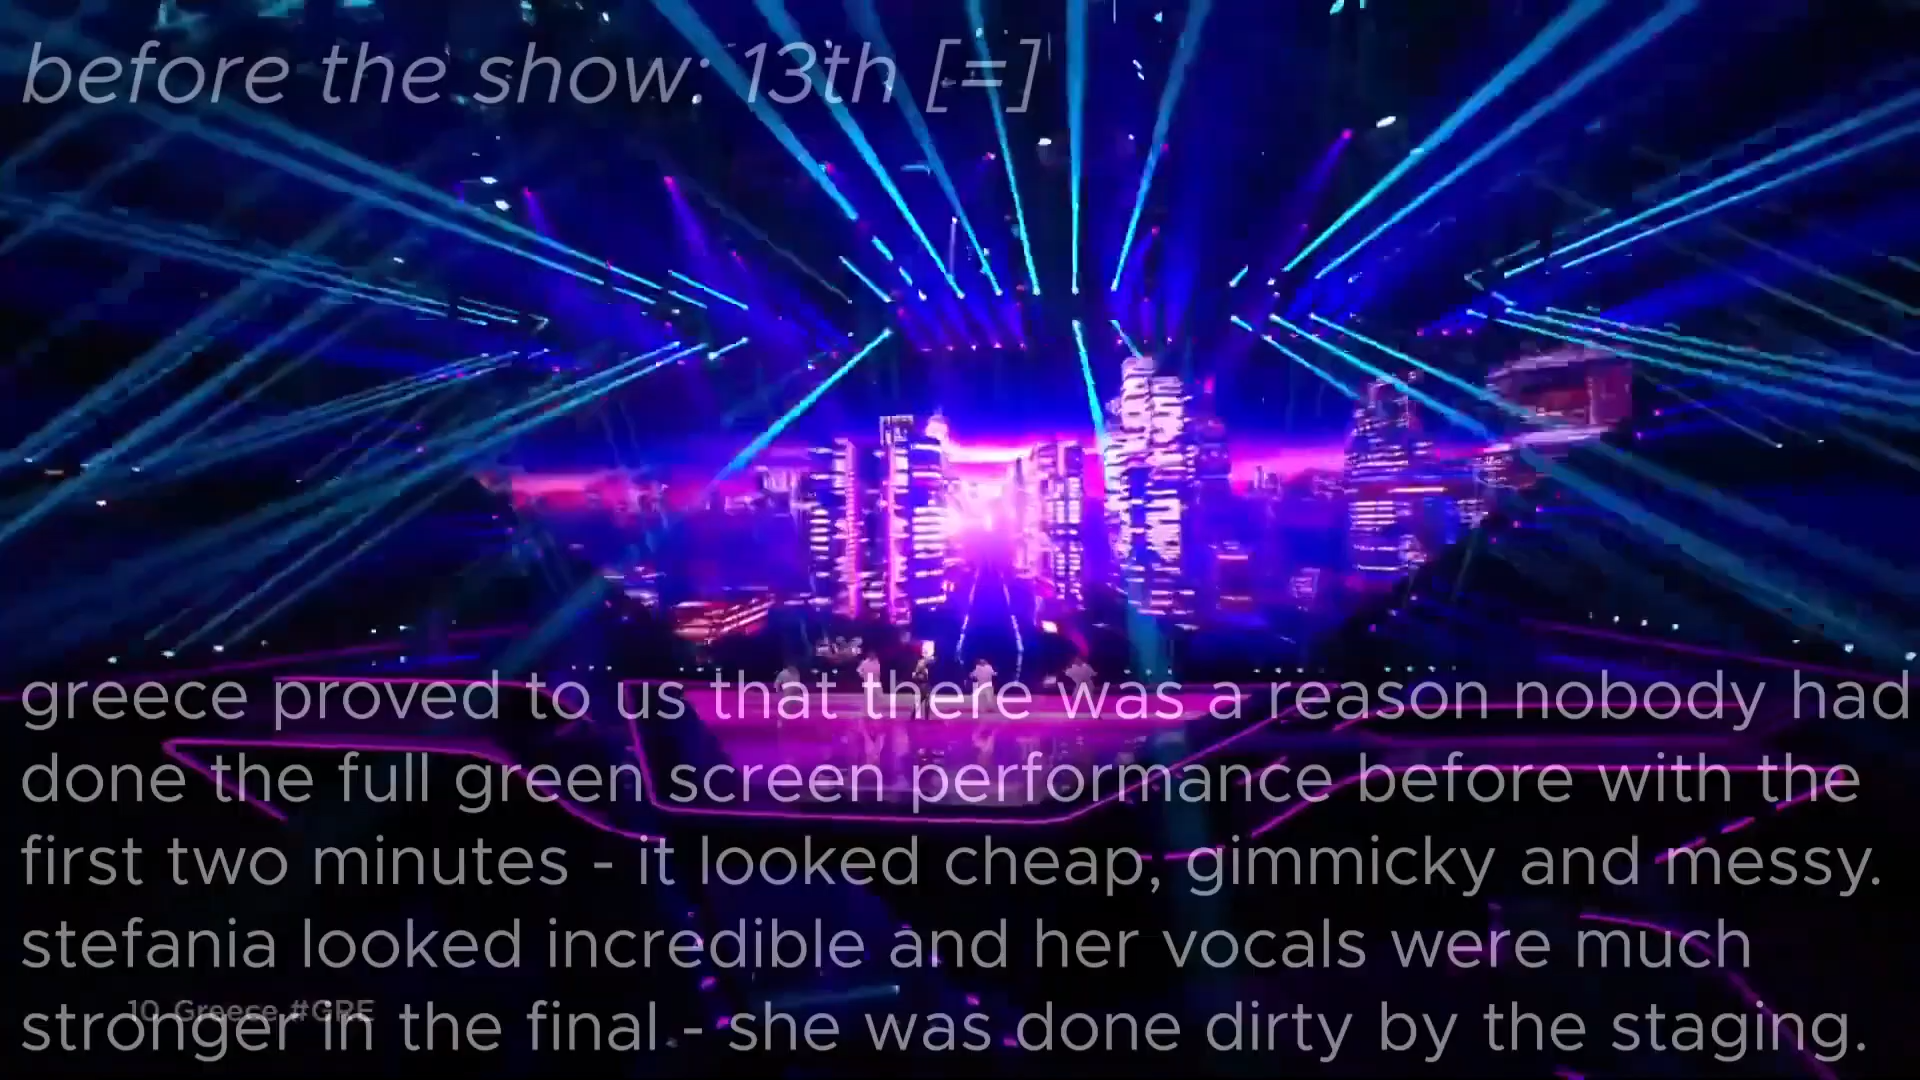 before the show: 13th [=]
greece proved to us that there was a reason nobody had
done the full green screen performance before with the
first two minutes - it looked cheap, gimmicky and messy.
stefania looked incredible and her vocals were much
10 Greece #GRE
stronger in the final - she was done dirty by the staging.